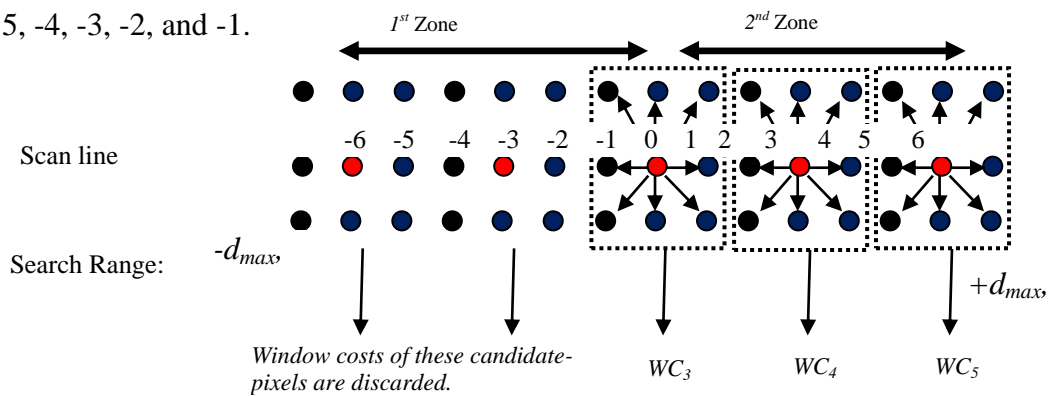 5, -4, -3, -2, and -1.
1st Zone
2nd Zone
-6 -5 -4 -3 -2 -1 0 1 2 3 4 5 6
Scan line
Search Range:
-dmax,
+dmax,
Window costs of these candidate-
pixels are discarded.
WC3
WC4
WC5